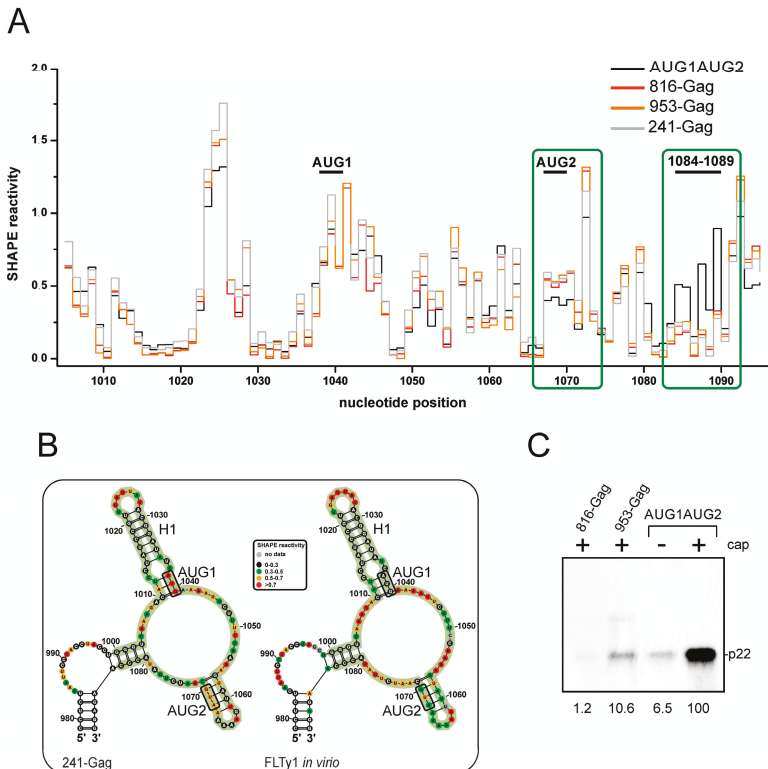 A
AUG1AUG2
816-Gag
953-Gag
241-Gag
2.0
1.5
1.0
0.5
0.0
SHAPE reactivity
AUG1
AUG2
1084-1089
1010
1020
1030
1040
1050
1060
1070
1080
1090
nucleotide position
B
-1030
1020-
H1
AUG1
1040
1010-
1000
990
-1050
1080
980-
1070
-1060
AUG2
5' 3'
241-Gag
SHAPE reactivity
no data
0-0.3
0.3-0.5
0.5-0.7
>0.7
-1030
1020-
H1
AUG1
1040
1010-
1000
990-
-1050
1080
980-
1070
-1060
AUG2
5' 3'
FLTy1 in virio
C
816-Gag
953-Gag
AUG1AUG2
+ + - + cap
-p22
1.2 10.6 6.5 100